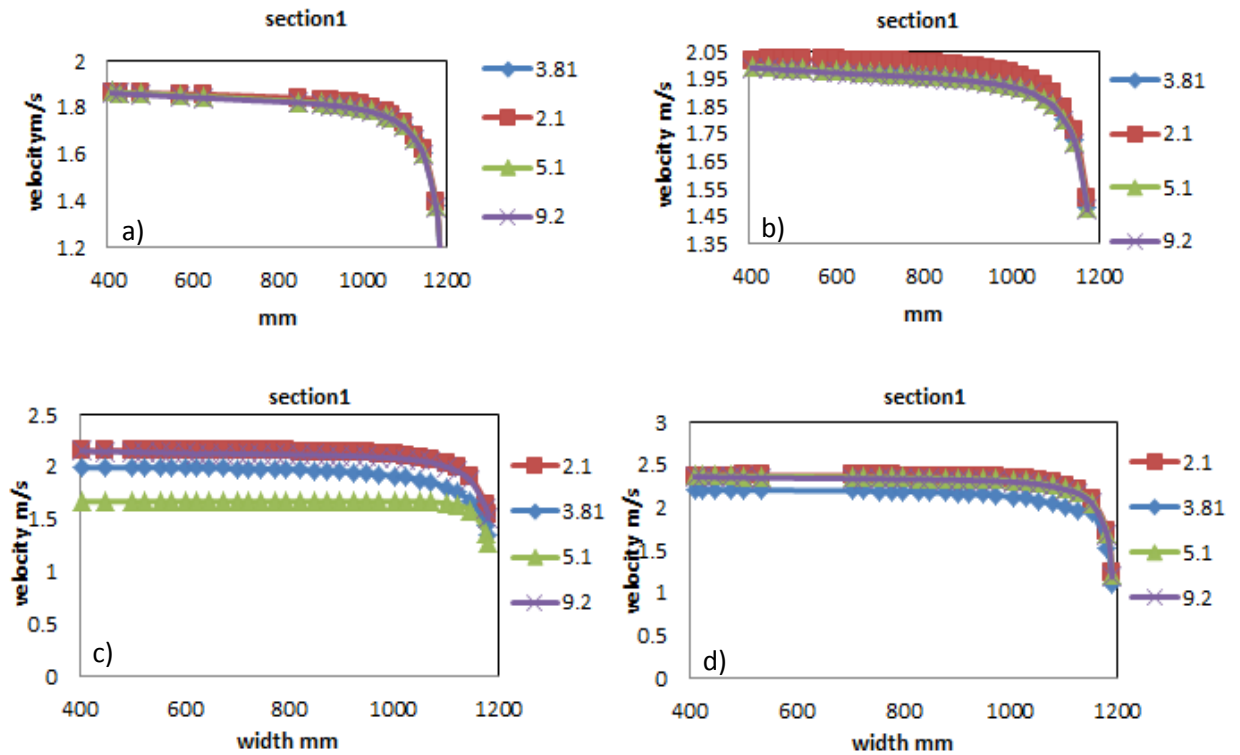 section1
velocitym/s
2
1.8
1.6
1.4
1.2
400 600 800 1000 1200
mm
a)
3.81
2.1
5.1
9.2
section1
velocity m/s
2.05
1.95
1.85
1.75
1.65
1.55
1.45
1.35
400 600 800 1000 1200
mm
b)
3.81
2.1
5.1
9.2
section1
velocity m/s
2.5
2
1.5
1
0.5
0
400 600 800 1000 1200
width mm
c)
2.1
3.81
5.1
9.2
section1
velocity m/s
3
2.5
2
1.5
1
0.5
0
400 600 800 1000 1200
width mm
d)
2.1
3.81
5.1
9.2